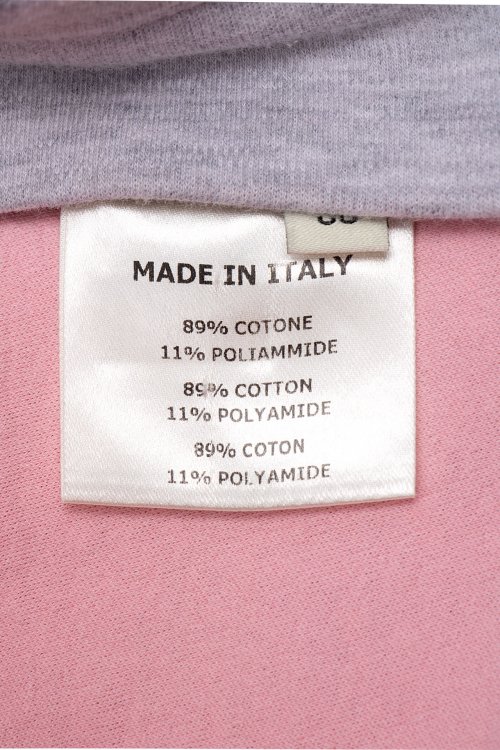 MADE IN ITALY
89% COTONE
11% POLIAMMIDE
89% COTTON
11% POLYAMIDE
89% COTON
11% POLYAMIDE